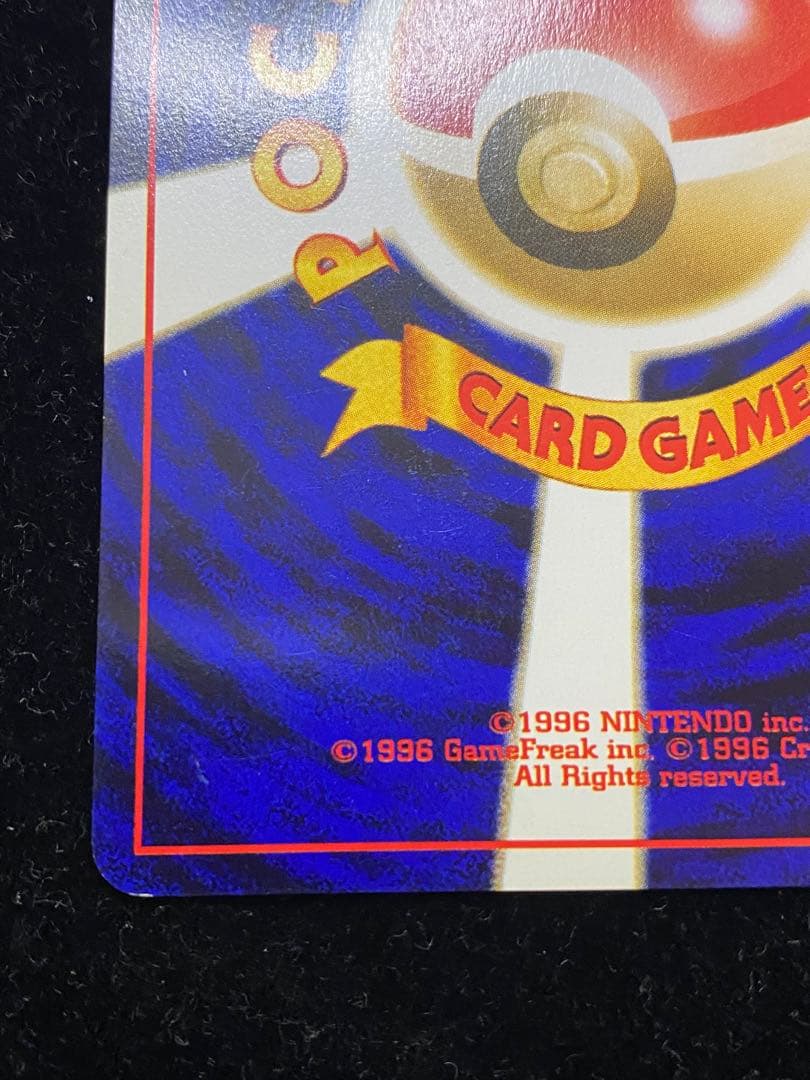 POC
CARD GAME
©1996 NINTENDO inc.
©1996 GameFreak inc. ©1996 Cr
All Rights reserved.